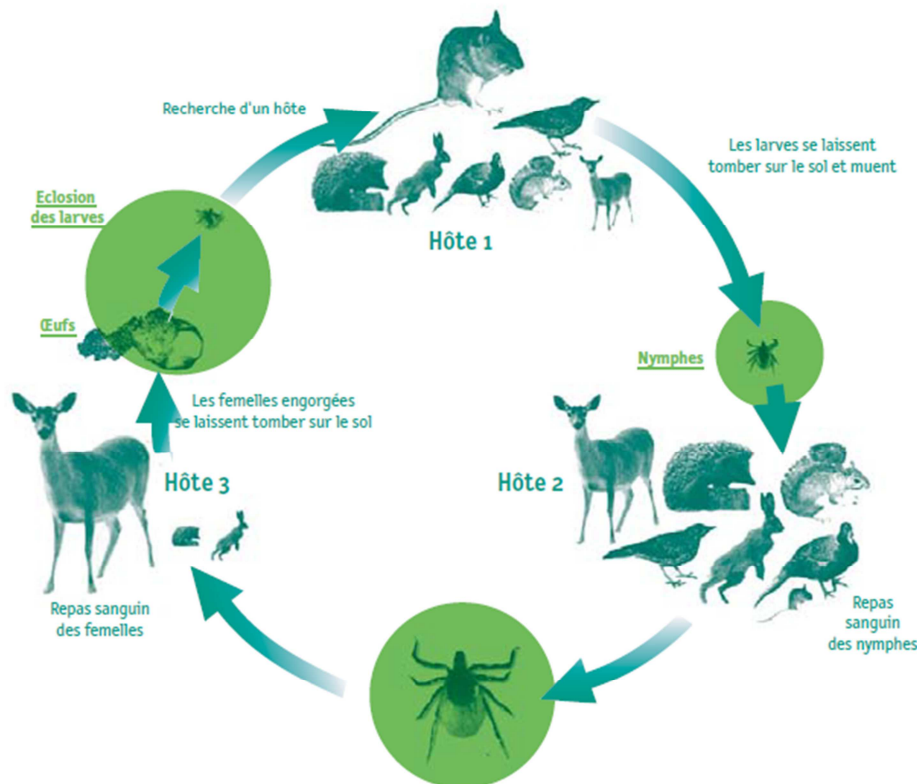 Recherche d'un hôte
Les larves se laissent
tomber sur le sol et muent
Eclosion
des larves
Hôte 1
Œufs
Nymphes
Les femelles engorgées
se laissent tomber sur le sol
Hôte 3
Hôte 2
Repas sanguin
des femelles
Repas
sanguin
des nymphes